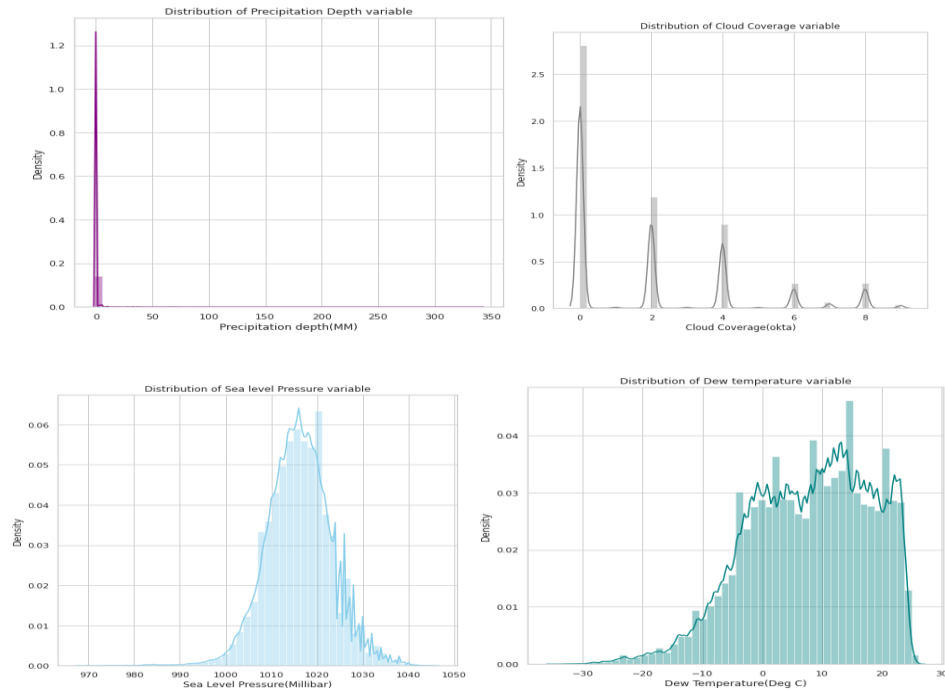 Distribution of Precipitation Depth variable
1.2
1.0
0.8
0.6
0.4
0.2
0.0
Density
0 50 100 150 200 250 300 350
Precipitation depth(MM)
Distribution of Cloud Coverage variable
2.5
2.0
1.5
1.0
0.5
0.0
Density
0 2 4 6 8
Cloud Coverage(okta)
Distribution of Sea level Pressure variable
0.06
0.05
0.04
0.03
0.02
0.01
0.00
Density
970 980 990 1000 1010 1020 1030 1040 1050
Sea Level Pressure(Millibar)
Distribution of Dew temperature variable
0.04
0.03
0.02
0.01
0.00
Density
−30 −20 −10 0 10 20
Dew Temperature(Deg C)